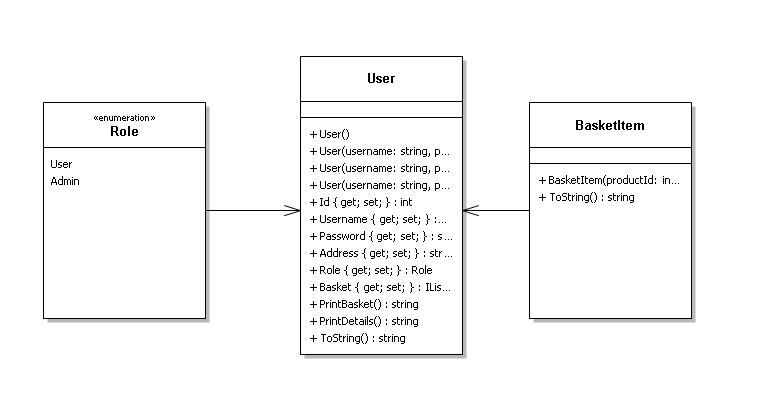 «enumeration»
Role
User
Admin
User
+ User()
+ User(username: string, p...
+ User(username: string, p...
+ User(username: string, p...
+ Id { get; set; } : int
+ Username { get; set; } :...
+ Password { get; set; } : s...
+ Address { get; set; } : str...
+ Role { get; set; } : Role
+ Basket { get; set; } : ILis...
+ PrintBasket() : string
+ PrintDetails() : string
+ ToString() : string
BasketItem
+ BasketItem(productId: in...
+ ToString() : string